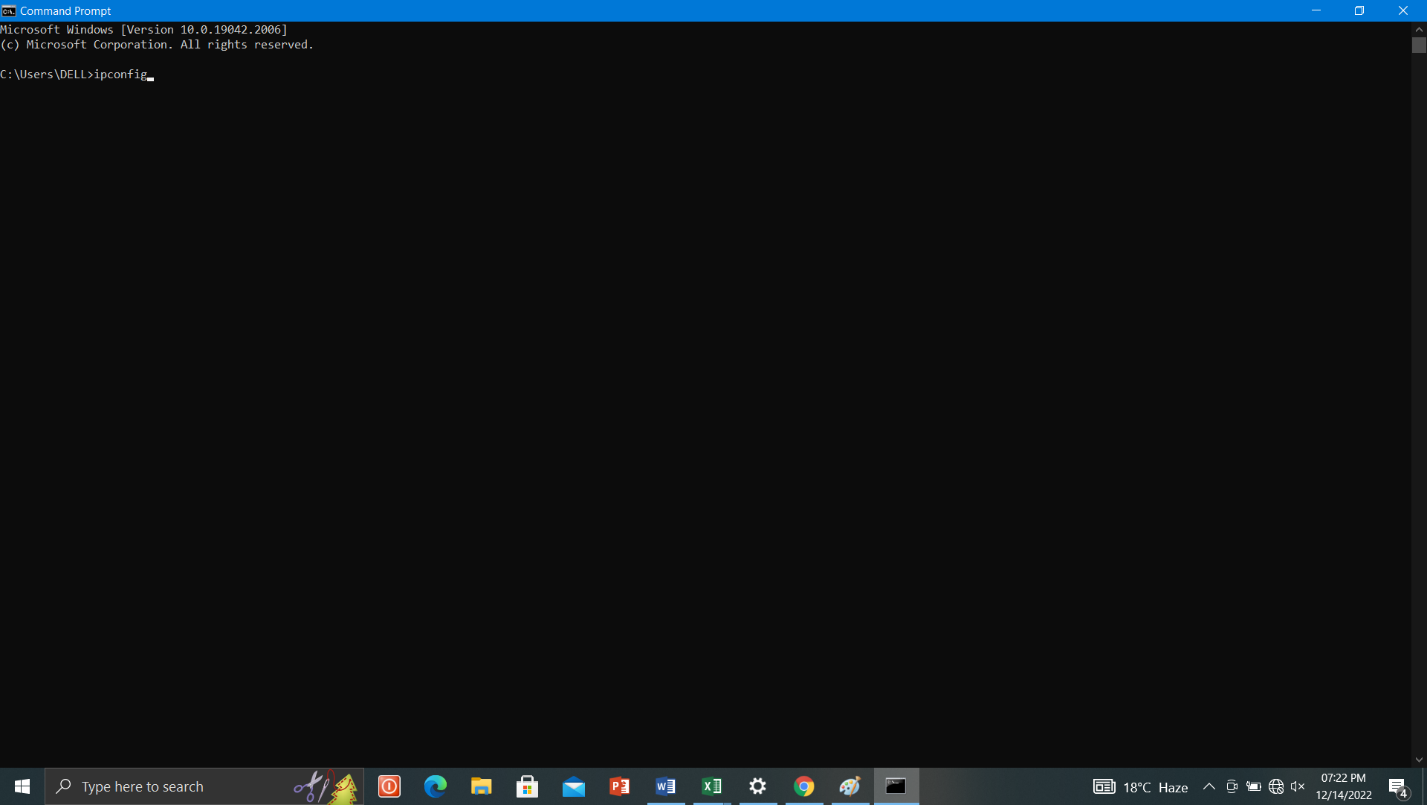 Command Prompt
Microsoft Windows [Version 10.0.19042.2006]
(c) Microsoft Corporation. All rights reserved.
C:\Users\DELL>ipconfig
Type here to search
18°C Haze
07:22 PM
12/14/2022
4